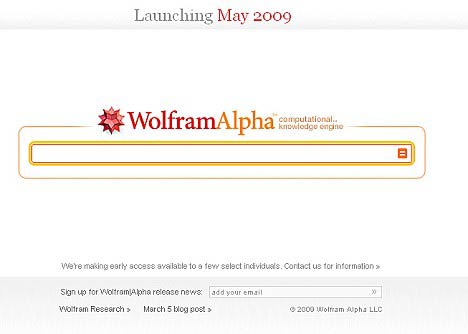 Launching May 2009
WolframAlpha™ computational..
knowledge engine
=
We're making early access available to a few select individuals. Contact us for information »
Sign up for Wolfram|Alpha release news: add your email »
Wolfram Research » March 5 blog post » © 2009 Wolfram Alpha LLC